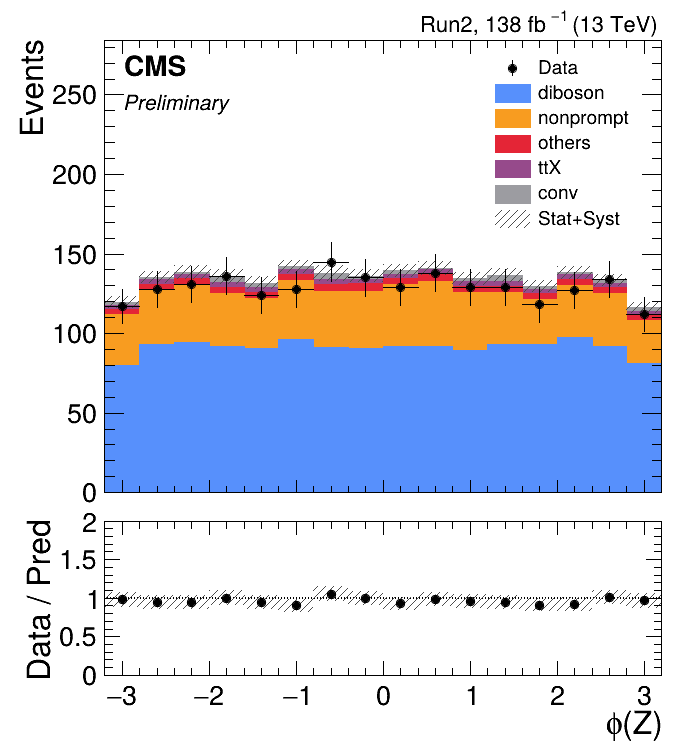 Run2, 138 fb⁻¹ (13 TeV)
CMS
Preliminary
Events
250
200
150
100
50
0
Data
diboson
nonprompt
others
ttX
conv
Stat+Syst
Data / Pred
2
1.5
1
0.5
0
−3 −2 −1 0 1 2 3
ϕ(Z)